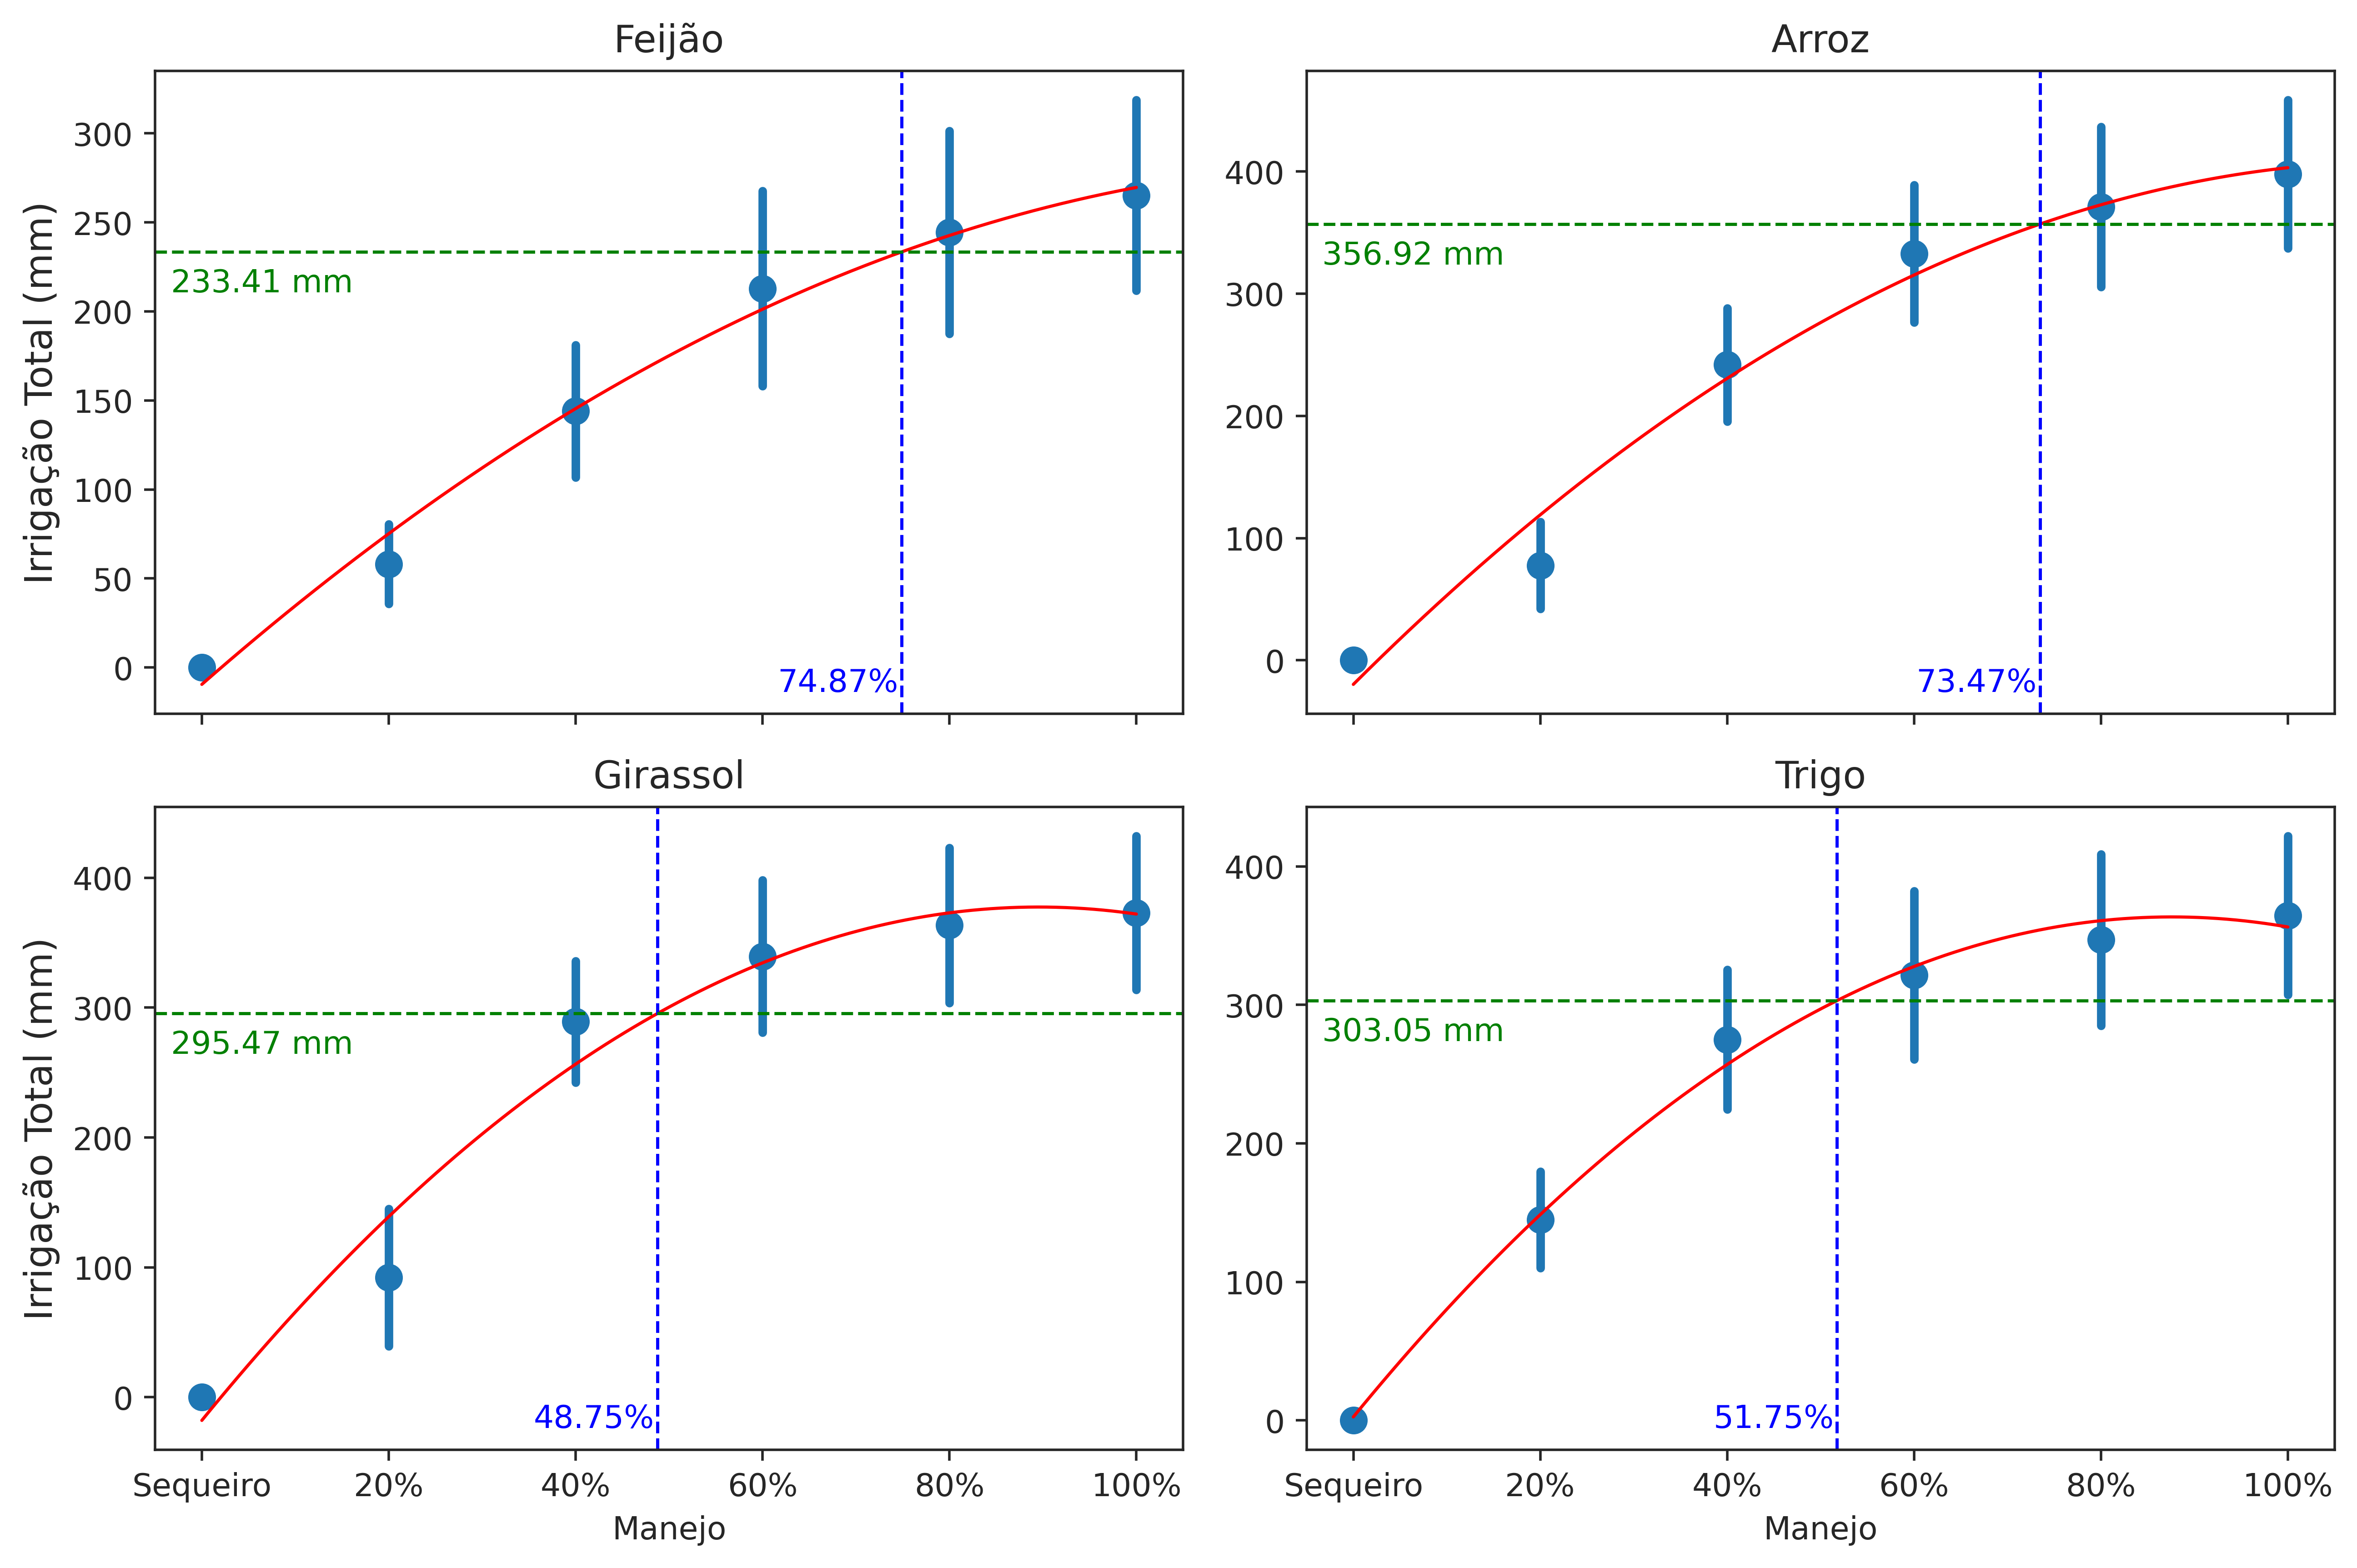 Feijão
Irrigação Total (mm)
300
250
200
150
100
50
0
233.41 mm
74.87%
Arroz
400
300
200
100
0
356.92 mm
73.47%
Girassol
Irrigação Total (mm)
400
300
200
100
0
295.47 mm
48.75%
Sequeiro 20% 40% 60% 80% 100%
Manejo
Trigo
400
300
200
100
0
303.05 mm
51.75%
Sequeiro 20% 40% 60% 80% 100%
Manejo